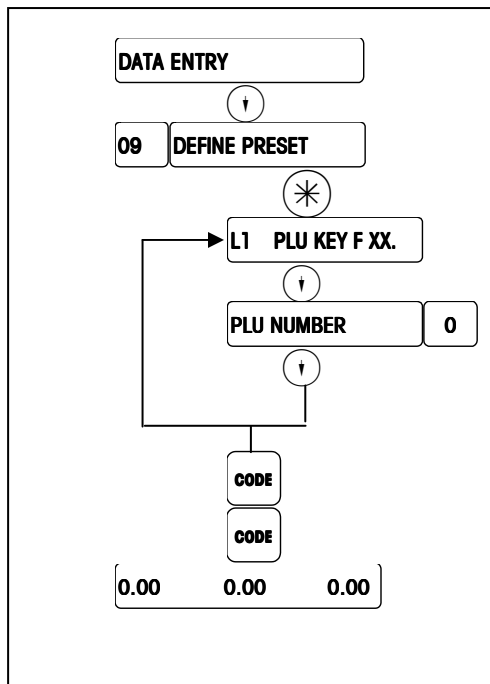 DATA ENTRY
09 DEFINE PRESET
L1 PLU KEY F XX.
PLU NUMBER 0
CODE
CODE
0.00 0.00 0.00